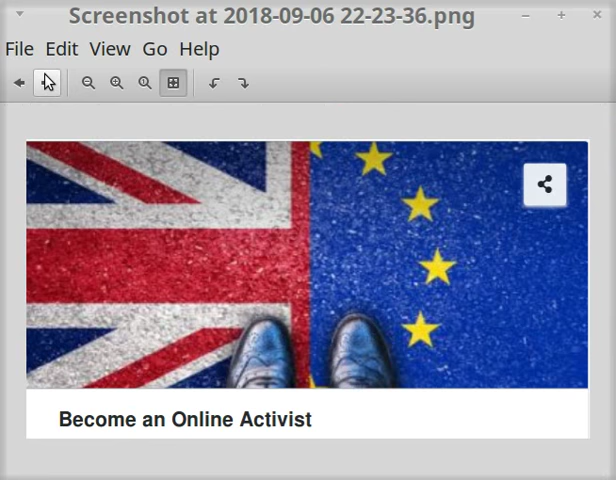 Screenshot at 2018-09-06 22-23-36.png
File Edit View Go Help
Become an Online Activist